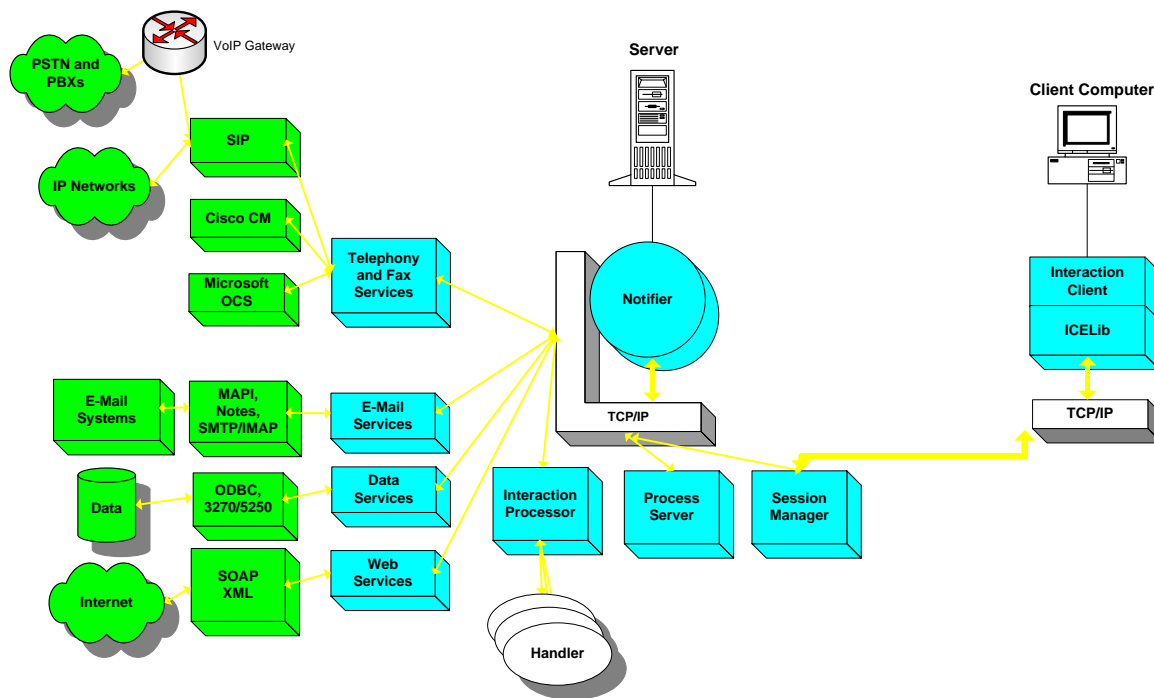 VoIP Gateway
PSTN and
PBXs
Server
Client Computer
SIP
IP Networks
Cisco CM
Microsoft
OCS
Telephony
and Fax
Services
Notifier
Interaction
Client
ICELib
E-Mail
Systems
MAPI,
Notes,
SMTP/IMAP
E-Mail
Services
TCP/IP
TCP/IP
Data
ODBC,
3270/5250
Data
Services
Interaction
Processor
Process
Server
Session
Manager
Internet
SOAP
XML
Web
Services
Handler